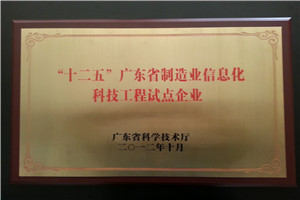 “十二五”广东省制造业信息化
科技工程试点企业
广东省科学技术厅
二〇一二年十月